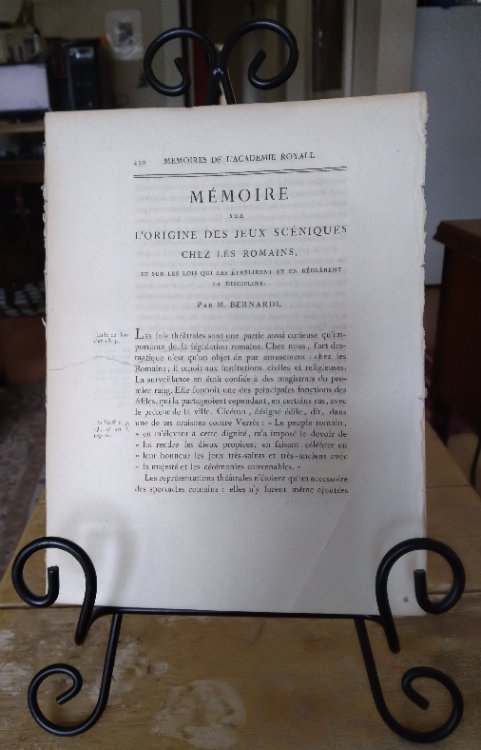 250 MÉMOIRES DE L'ACADÉMIE ROYALE
MÉMOIRE
SUR
L'ORIGINE DES JEUX SCÉNIQUES
CHEZ LES ROMAINS,
ET SUR LES LOIS QUI LES ÉTABLIRENT ET EN RÉGLÈRENT
LA DISCIPLINE.
PAR M. BERNARDI.
Les lois théâtrales sont une partie aussi curieuse qu'im-
portante de la législation romaine. Chez nous, l'art dra-
matique n'est qu'un objet de pur amusement : chez les
Romains, il tenoit aux institutions civiles et religieuses.
La surveillance en étoit confiée à des magistrats du pre-
mier rang. Elle formoit une des principales fonctions des
édiles, qui la partageoient cependant, en certains cas, avec
le préteur de la ville. Cicéron, désigné édile, dit, dans
une de ses oraisons contre Verrès : « Le peuple romain,
» en m'élevant à cette dignité, m'a imposé le devoir de
» lui rendre les dieux propices, en faisant célébrer en
» leur honneur les jeux très-saints et très-anciens avec
» la majesté et les cérémonies convenables. »
Les représentations théâtrales n'étoient qu'un accessoire
des spectacles romains : elles n'y furent même ajoutées